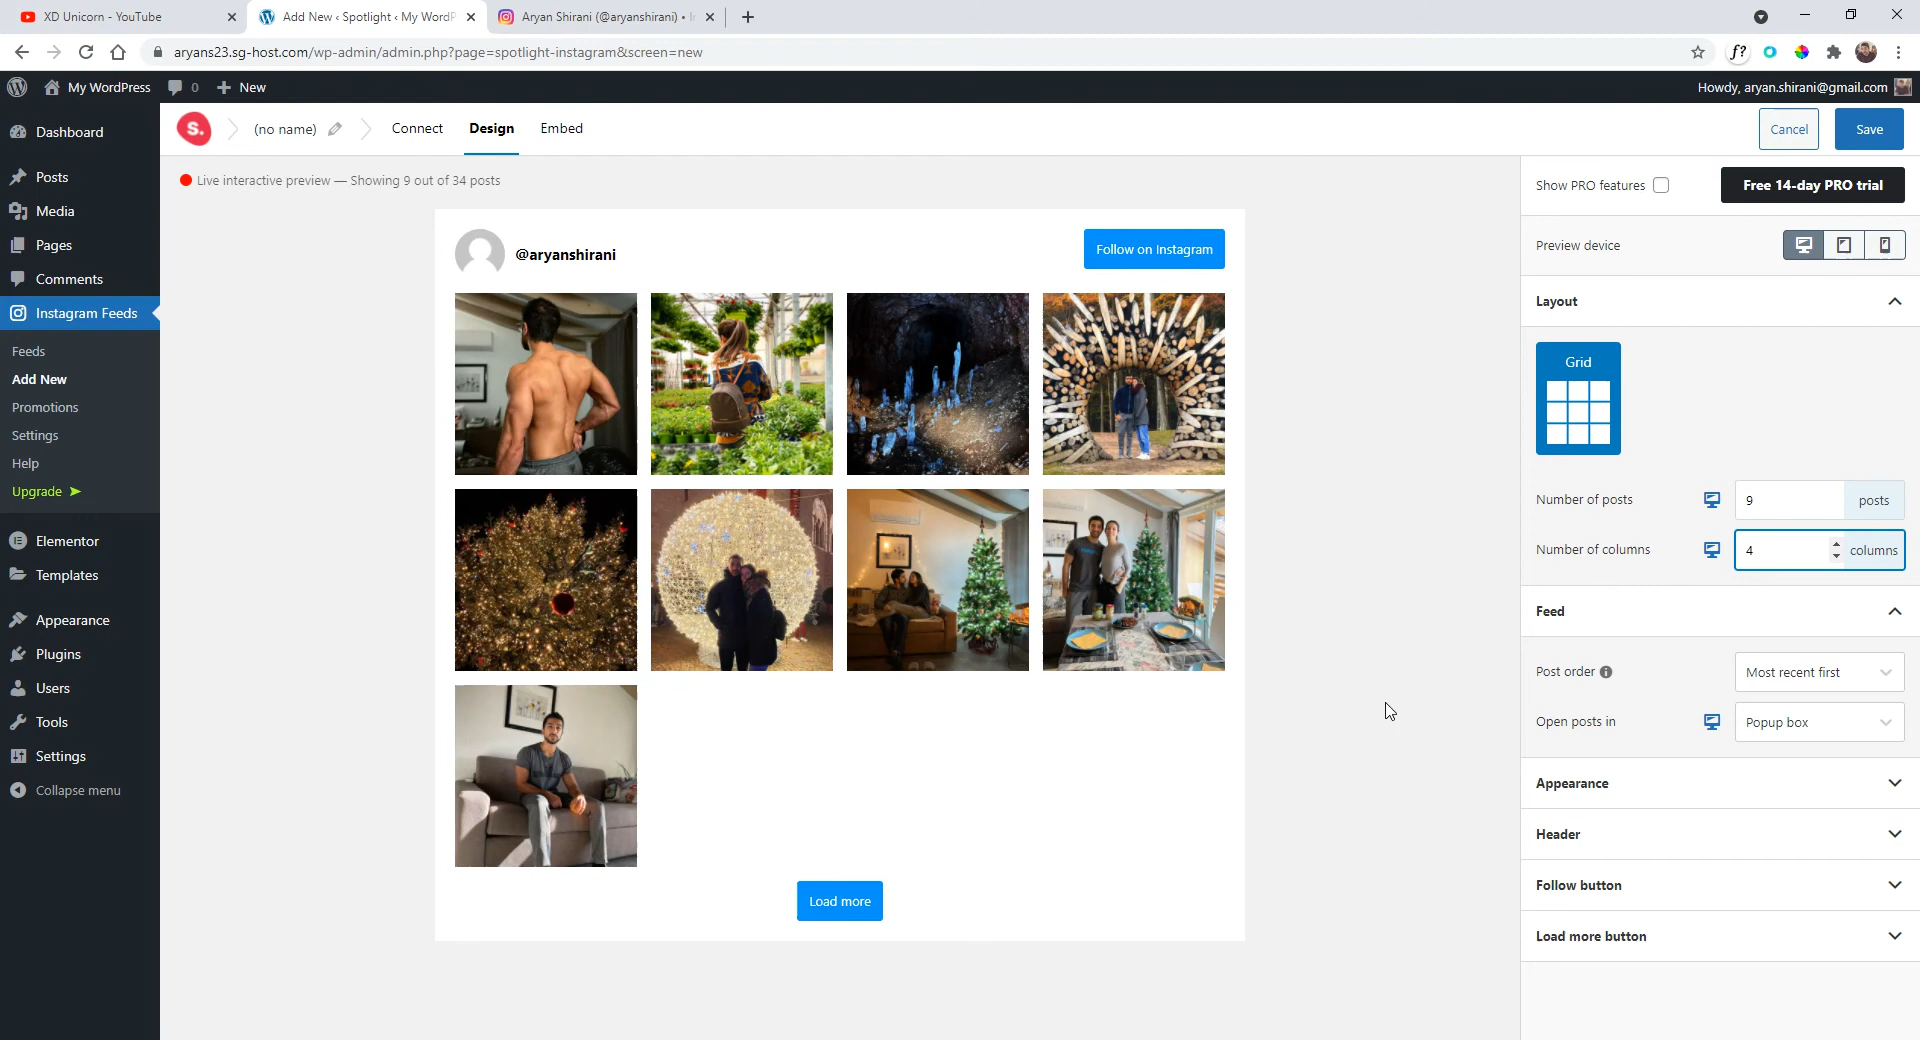 XD Unicorn - YouTube
Add New ‹ Spotlight ‹ My WordP
Aryan Shirani (@aryanshirani) •
aryans23.sg-host.com/wp-admin/admin.php?page=spotlight-instagram&screen=new
f?
My WordPress
0
New
Howdy, aryan.shirani@gmail.com
Dashboard
Posts
Media
Pages
Comments
Instagram Feeds
Feeds
Add New
Promotions
Settings
Help
Upgrade ➤
Elementor
Templates
Appearance
Plugins
Users
Tools
Settings
Collapse menu
S.
(no name)
Connect
Design
Embed
Cancel
Save
Live interactive preview — Showing 9 out of 34 posts
@aryanshirani
Follow on Instagram
Load more
Show PRO features
Free 14-day PRO trial
Preview device
Layout
Grid
Number of posts
9
posts
Number of columns
4
columns
Feed
Post order
Most recent first
Open posts in
Popup box
Appearance
Header
Follow button
Load more button